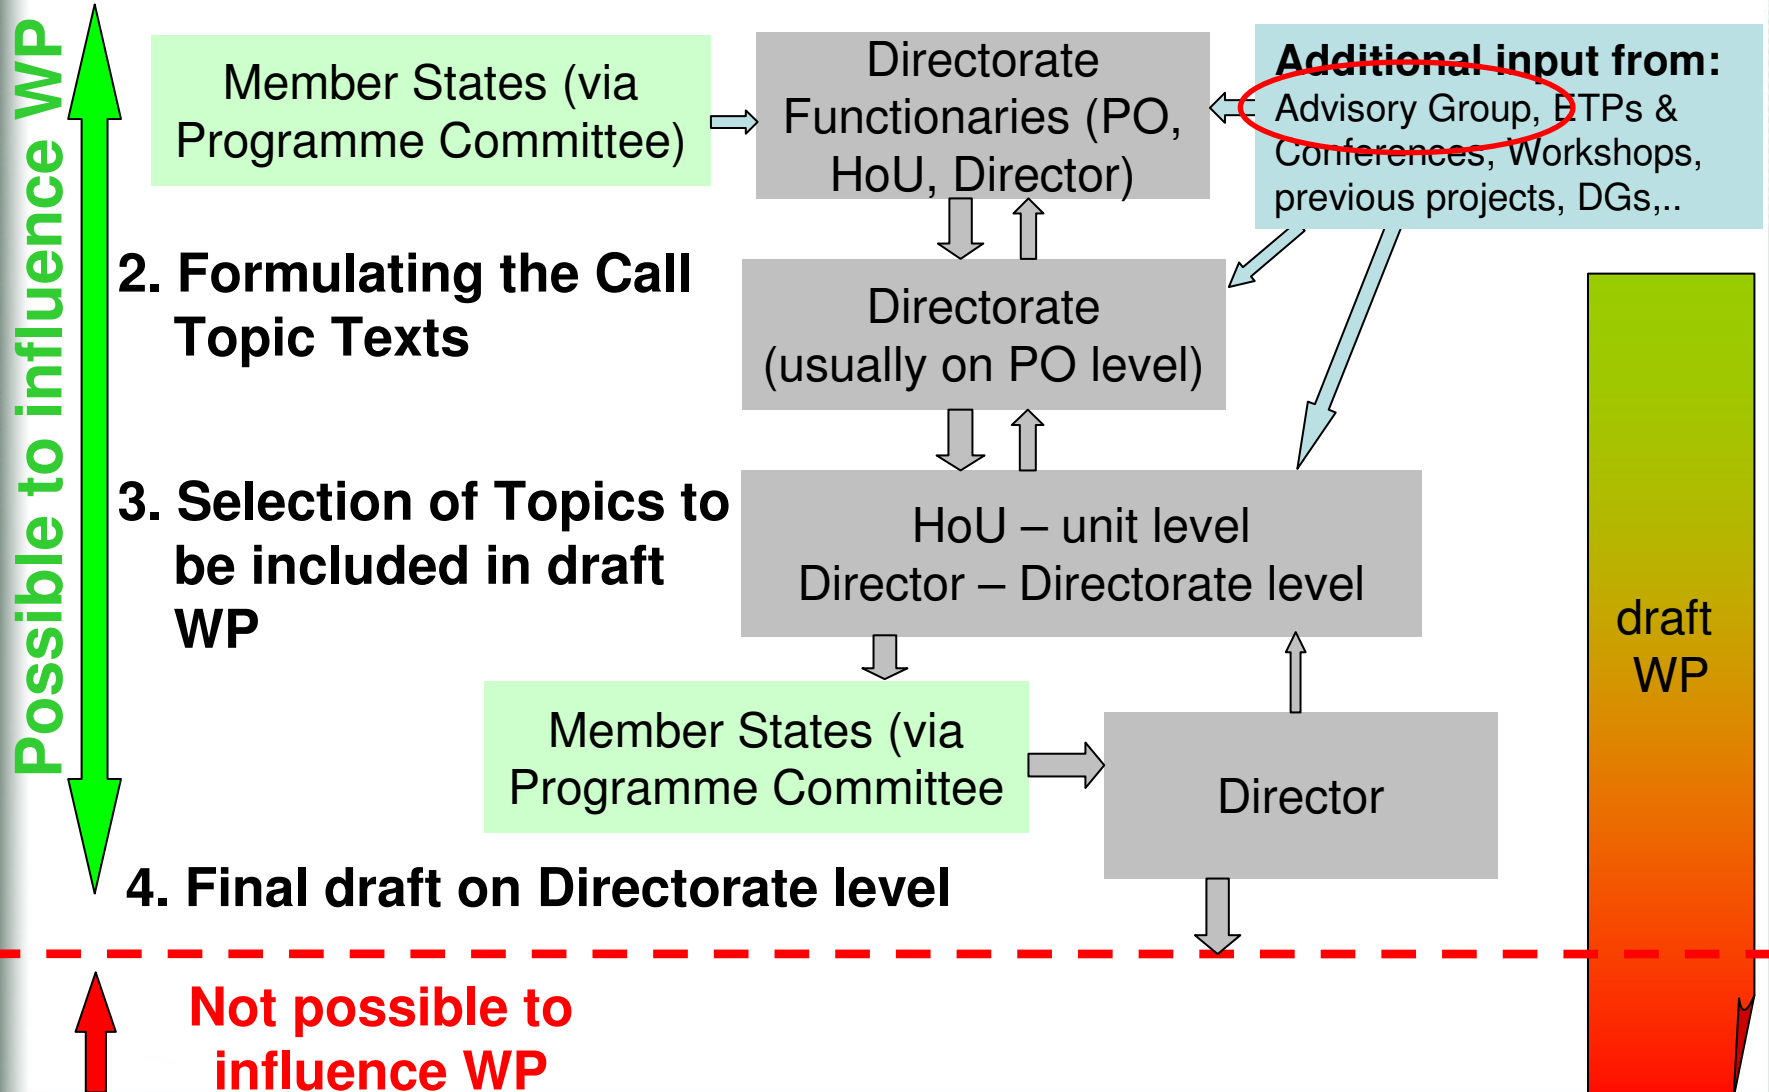 Possible to influence WP
Member States (via
Programme Committee)
Directorate
Functionaries (PO,
HoU, Director)
Additional input from:
Advisory Group, ETPs &
Conferences, Workshops,
previous projects, DGs,..
2. Formulating the Call
Topic Texts
Directorate
(usually on PO level)
3. Selection of Topics to
be included in draft
WP
HoU – unit level
Director – Directorate level
draft
WP
Member States (via
Programme Committee
Director
4. Final draft on Directorate level
Not possible to
influence WP